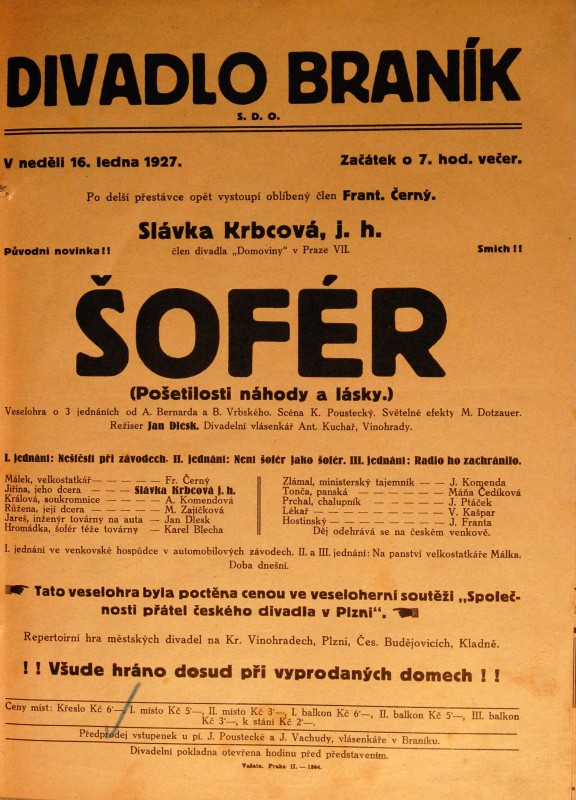 DIVADLO BRANÍK
S. D. O.
V neděli 16. ledna 1927. Začátek o 7. hod. večer.
Po delší přestávce opět vystoupí oblíbený člen Frant. Černý.
Slávka Krbcová, j. h.
Původní novinka!! člen divadla „Domoviny" v Praze VII. Smích!!
ŠOFÉR
(Pošetilosti náhody a lásky.)
Veselohra o 3 jednáních od A. Bernarda a B. Vrbského. Scéna K. Poustecký. Světelné efekty M. Dotzauer.
Režiser Jan Dlesk. Divadelní vlásenkář Ant. Kuchař, Vinohrady.
I. jednání: Neštěstí při závodech. II. jednání: Není šofér jako šofér. III. jednání: Radio ho zachránilo.
Málek, velkostatkář — — — — Fr. Černý
Jiřina, jeho dcera — — — Slávka Krbcová j. h.
Králová, soukromnice — — — A. Komendová
Růžena, její dcera — — — — M. Zajíčková
Jareš, inženýr továrny na auta — Jan Dlesk
Hromádka, šofér téže továrny — Karel Blecha
Zlámal, ministerský tajemník — — J. Komenda
Tonča, panská — — — — — Máňa Čedíková
Prchal, chalupník — — — — J. Ptáček
Lékař — — — — — — — V. Kašpar
Hostinský — — — — — — J. Franta
Děj odehrává se na českém venkově.
I. jednání ve venkovské hospůdce v automobilových závodech. II. a III. jednání: Na panství velkostatkáře Málka.
Doba dnešní.
Tato veselohra byla poctěna cenou ve veseloherní soutěži „Společ-
nosti přátel českého divadla v Plzni".
Repertoirní hra městských divadel na Kr. Vinohradech, Plzni, Čes. Budějovicích, Kladně.
!! Všude hráno dosud při vyprodaných domech !!
Ceny míst: Křeslo Kč 6·—, I. místo Kč 5·—, II. místo Kč 3·—, I. balkon Kč 6·—, II. balkon Kč 5·—, III. balkon
Kč 3·—, k stání Kč 2·—.
Předprodej vstupenek u pí. J. Poustecké a J. Vachudy, vlásenkáře v Braníku.
Divadelní pokladna otevřena hodinu před představením.
Vašata, Praha II. — 1984.